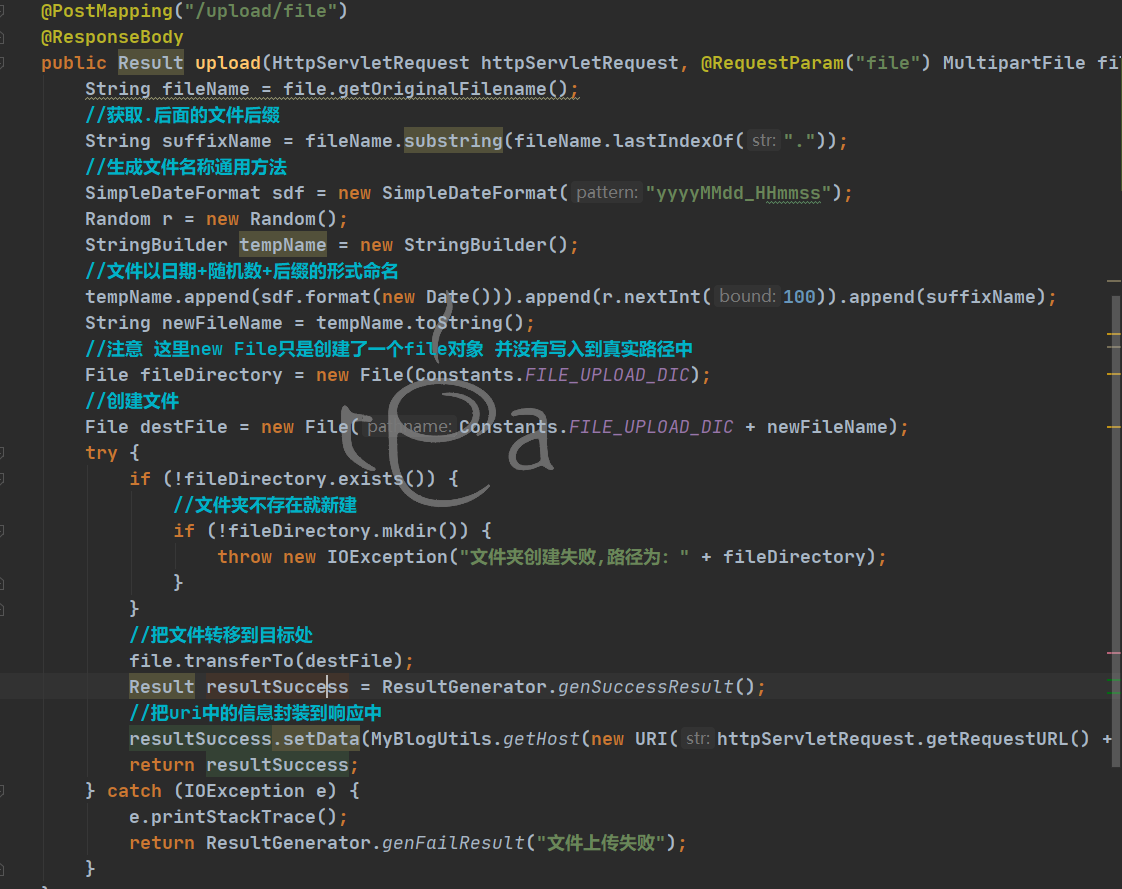 @PostMapping("/upload/file")
@ResponseBody
public Result upload(HttpServletRequest httpServletRequest, @RequestParam("file") MultipartFile fi
String fileName = file.getOriginalFilename();
//获取.后面的文件后缀
String suffixName = fileName.substring(fileName.lastIndexOf( str: "."));
//生成文件名称通用方法
SimpleDateFormat sdf = new SimpleDateFormat( pattern: "yyyyMMdd_HHmmss");
Random r = new Random();
StringBuilder tempName = new StringBuilder();
//文件以日期+随机数+后缀的形式命名
tempName.append(sdf.format(new Date())).append(r.nextInt( bound: 100)).append(suffixName);
String newFileName = tempName.toString();
//注意 这里new File只是创建了一个file对象 并没有写入到真实路径中
File fileDirectory = new File(Constants.FILE_UPLOAD_DIC);
//创建文件
File destFile = new File( pathname: Constants.FILE_UPLOAD_DIC + newFileName);
try {
if (!fileDirectory.exists()) {
//文件夹不存在就新建
if (!fileDirectory.mkdir()) {
throw new IOException("文件夹创建失败,路径为: " + fileDirectory);
}
}
//把文件转移到目标处
file.transferTo(destFile);
Result resultSuccess = ResultGenerator.genSuccessResult();
//把uri中的信息封装到响应中
resultSuccess.setData(MyBlogUtils.getHost(new URI( str: httpServletRequest.getRequestURL() +
return resultSuccess;
} catch (IOException e) {
e.printStackTrace();
return ResultGenerator.genFailResult("文件上传失败");
}